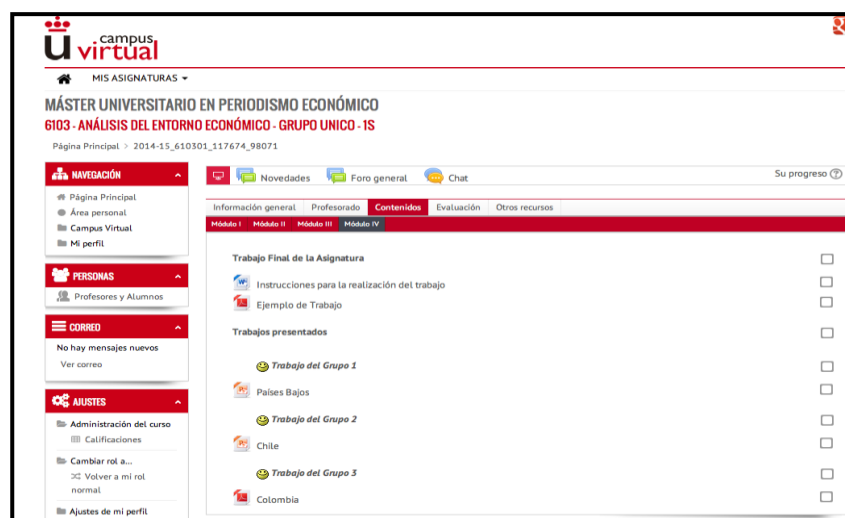 campus
u virtual
MIS ASIGNATURAS
MÁSTER UNIVERSITARIO EN PERIODISMO ECONÓMICO
6103 - ANÁLISIS DEL ENTORNO ECONÓMICO - GRUPO UNICO - 1S
Página Principal > 2014-15_610301_117674_98071
NAVEGACIÓN
Página Principal
Área personal
Campus Virtual
Mi perfil
PERSONAS
Profesores y Alumnos
CORREO
No hay mensajes nuevos
Ver correo
AJUSTES
Administración del curso
Calificaciones
Cambiar rol a...
Volver a mi rol
normal
Ajustes de mi perfil
Novedades Foro general Chat Su progreso
Información general Profesorado Contenidos Evaluación Otros recursos
Módulo I Módulo II Módulo III Módulo IV
Trabajo Final de la Asignatura
Instrucciones para la realización del trabajo
Ejemplo de Trabajo
Trabajos presentados
Trabajo del Grupo 1
Países Bajos
Trabajo del Grupo 2
Chile
Trabajo del Grupo 3
Colombia